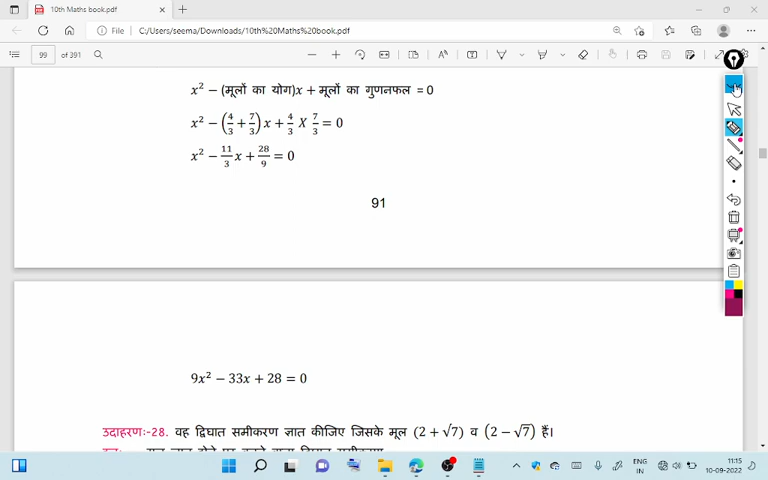 10th Maths book.pdf
File C:/Users/seema/Downloads/10th%20Maths%20book.pdf
99 of 391
x² − (मूलों का योग)x + मूलों का गुणनफल = 0
x² − (4/3 + 7/3) x + 4/3 X 7/3 = 0
x² − 11/3 x + 28/9 = 0
91
9x² − 33x + 28 = 0
उदाहरण:-28. वह द्विघात समीकरण ज्ञात कीजिए जिसके मूल (2 + √7) व (2 − √7) हैं।
ENG
IN
11:15
10-09-2022